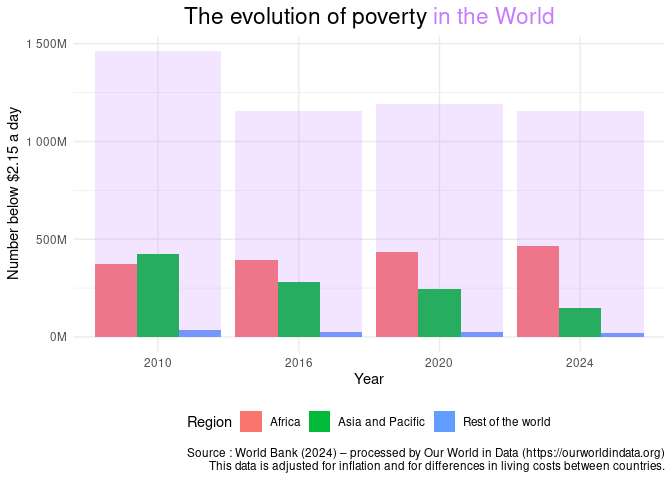 The evolution of poverty in the World
Number below $2.15 a day
1 500M
1 000M
500M
0M
2010
2016
2020
2024
Year
Region
Africa
Asia and Pacific
Rest of the world
Source : World Bank (2024) – processed by Our World in Data (https://ourworldindata.org)
This data is adjusted for inflation and for differences in living costs between countries.